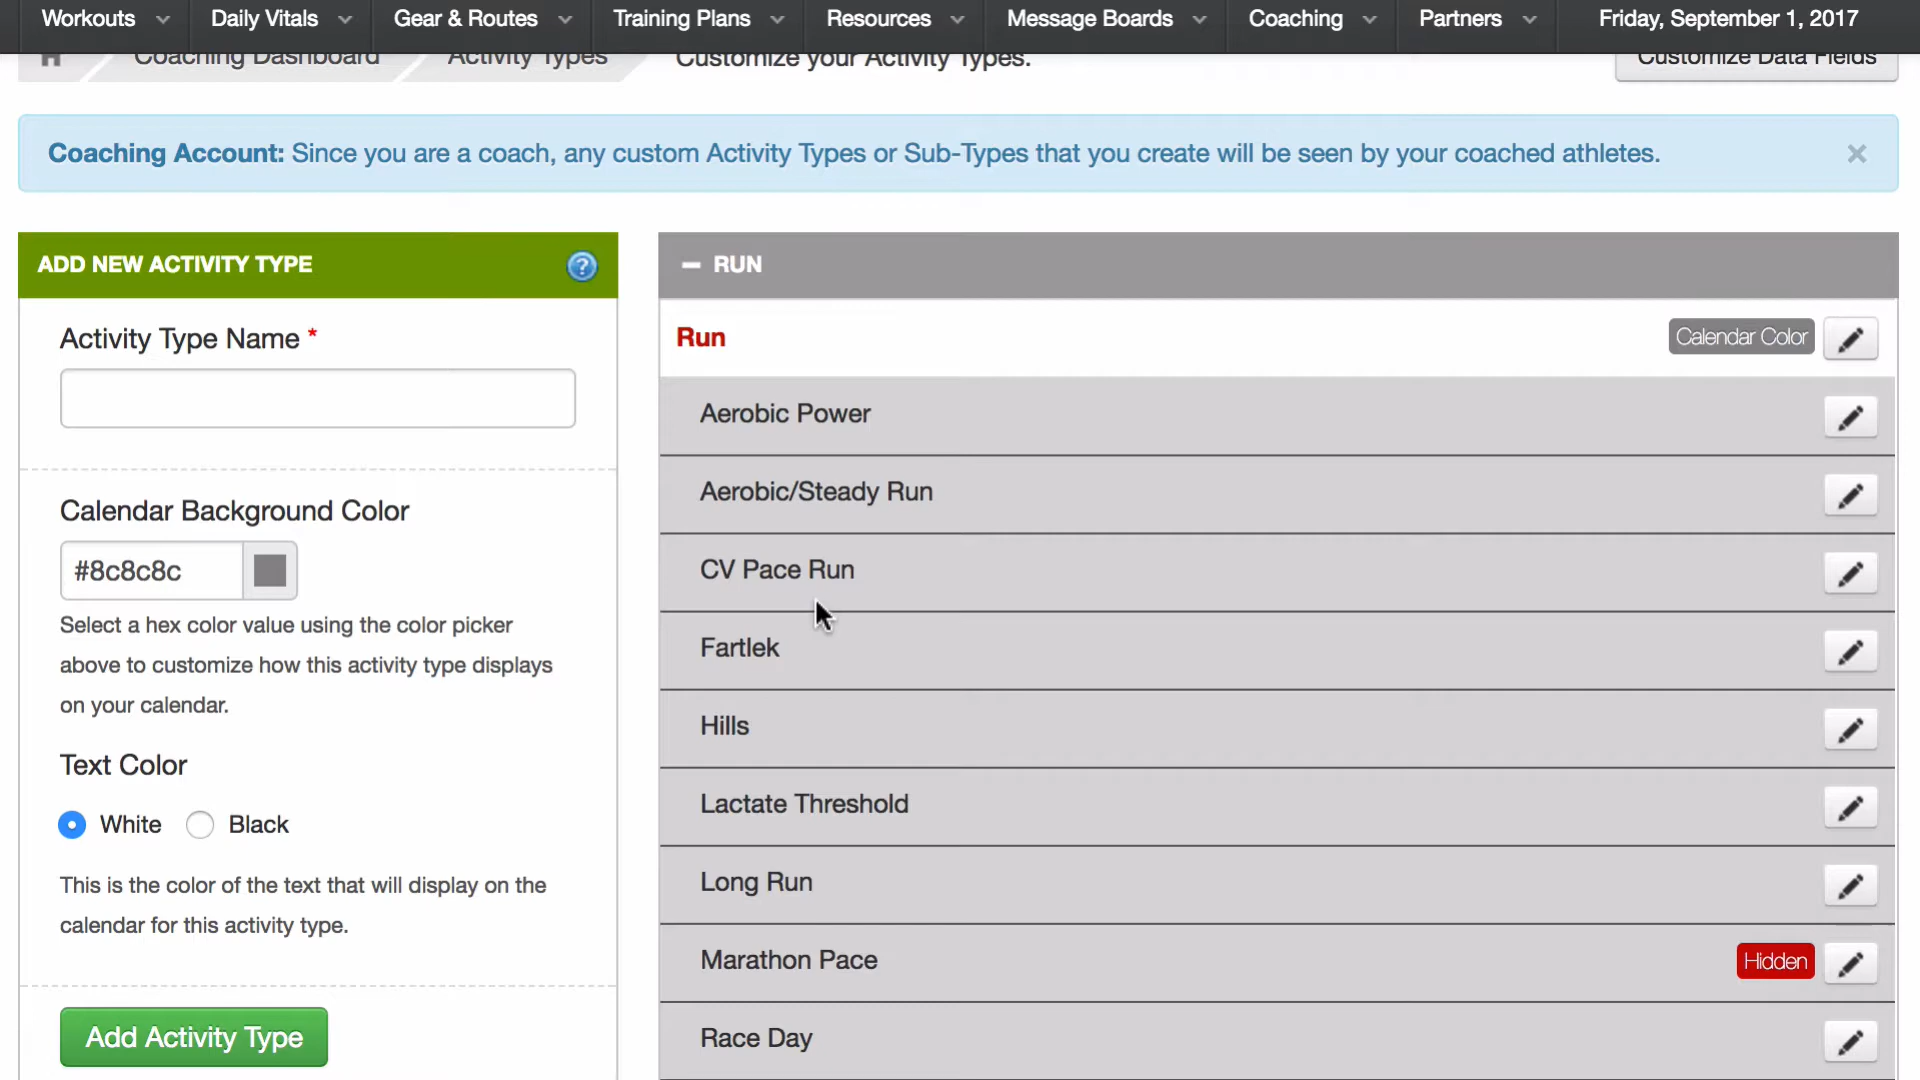 Workouts Daily Vitals Gear & Routes Training Plans Resources Message Boards Coaching Partners Friday, September 1, 2017
Coaching Dashboard Activity Types Customize your Activity Types. Customize Data Fields
Coaching Account: Since you are a coach, any custom Activity Types or Sub-Types that you create will be seen by your coached athletes. ×
ADD NEW ACTIVITY TYPE ?
Activity Type Name *
Calendar Background Color
#8c8c8c
Select a hex color value using the color picker
above to customize how this activity type displays
on your calendar.
Text Color
White Black
This is the color of the text that will display on the
calendar for this activity type.
Add Activity Type
RUN
Run Calendar Color
Aerobic Power
Aerobic/Steady Run
CV Pace Run
Fartlek
Hills
Lactate Threshold
Long Run
Marathon Pace Hidden
Race Day